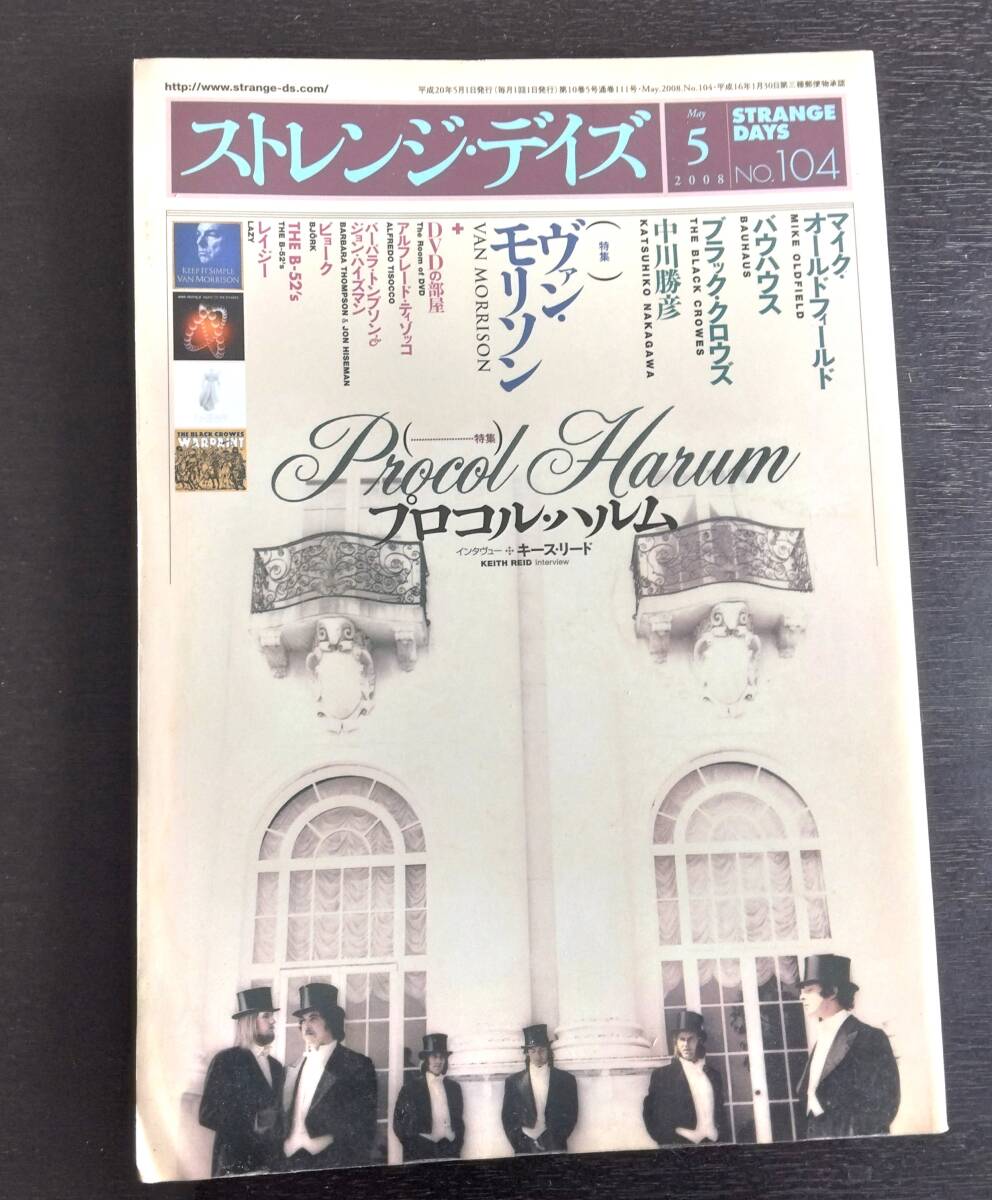 http://www.strange-ds.com/
平成20年5月1日発行(毎月1回1日発行)第10巻5号通巻111号・May.2008.No.104・平成16年1月30日第三種郵便物承認
ストレンジ・デイズ
May
5
2008
STRANGE
DAYS
NO.104
マイク・
オールドフィールド
MIKE OLDFIELD
バウハウス
BAUHAUS
ブラック・クロウズ
THE BLACK CROWES
中川勝彦
KATSUHIKO NAKAGAWA
(特集)
ヴァン・
モリソン
VAN MORRISON
+
DVDの部屋
The Room of DVD
アルフレード・ティゾッコ
ALFREDO TISOCCO
バーバラ・トンプソン&
ジョン・ハイズマン
BARBARA THOMPSON & JON HISEMAN
ビョーク
BJÖRK
THE B-52's
THE B-52's
レイ・ジー
LAZY
KEEP IT SIMPLE
VAN MORRISON
THE BLACK CROWES
WARPAINT
(........................特集)
Procol Harum
プロコル・ハルム
インタヴュー キース・リード
KEITH REID interview